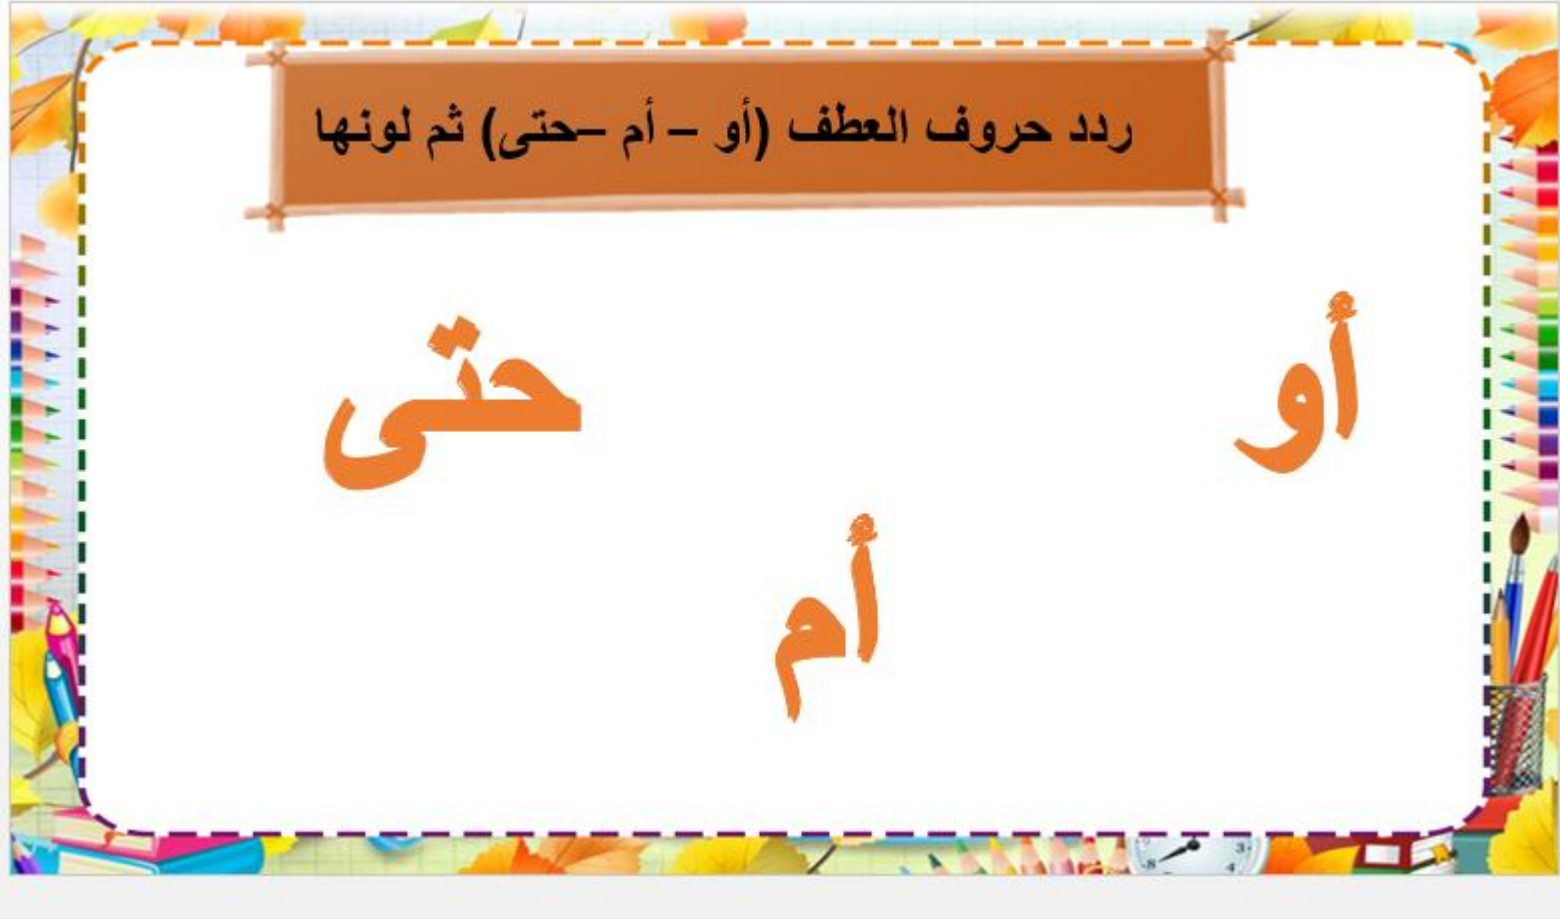 ردد حروف العطف (أو – أم –حتى) ثم لونها
أو
حتى
أم